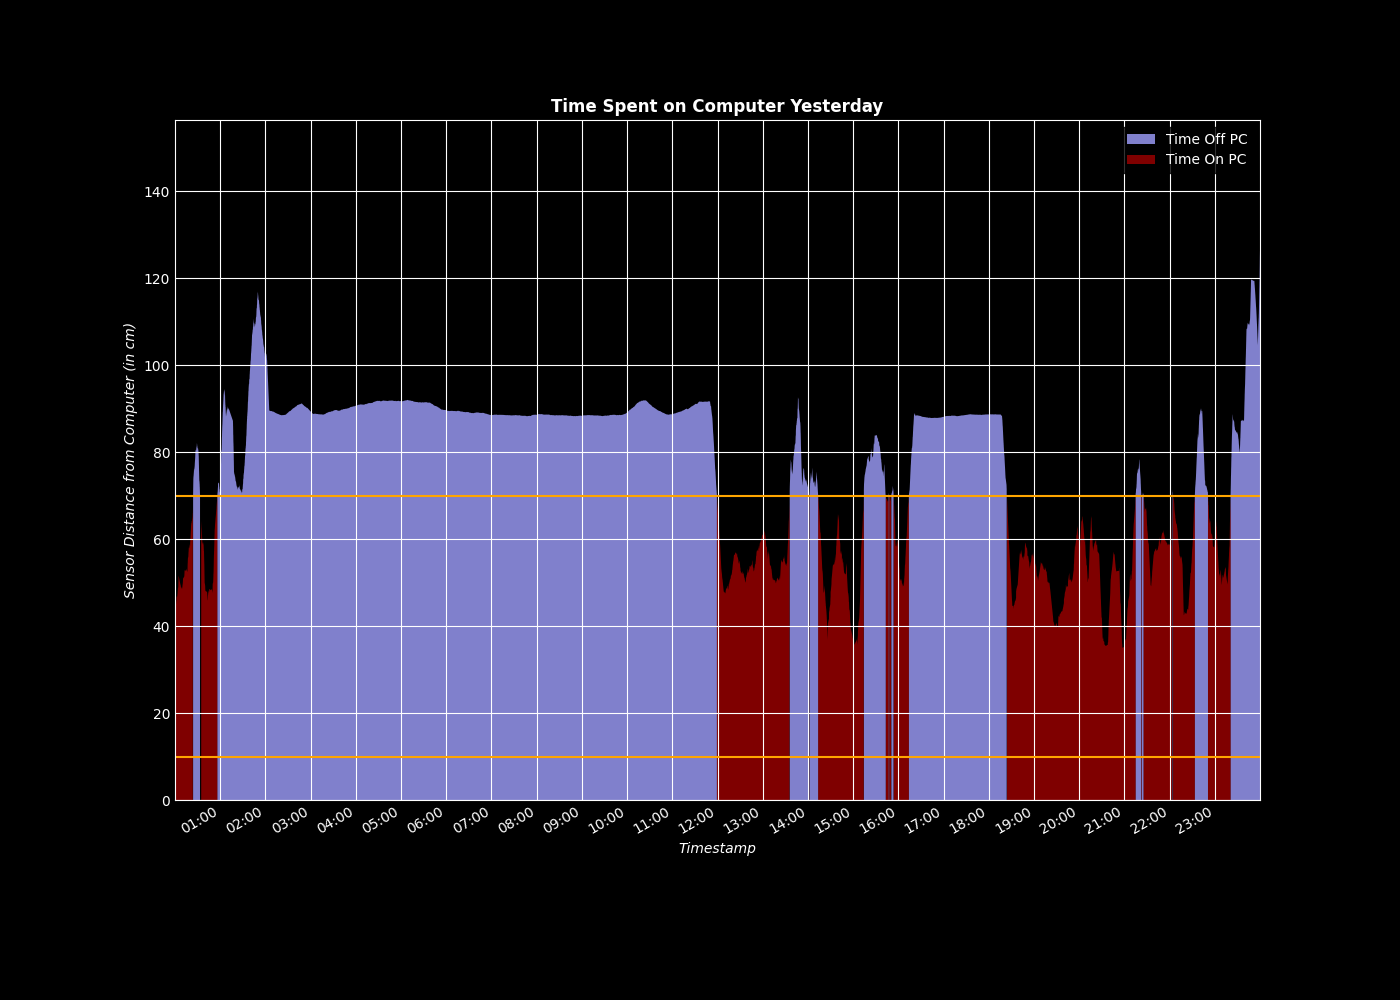 Time Spent on Computer Yesterday
Time Off PC
Time On PC
Sensor Distance from Computer (in cm)
140
120
100
80
60
40
20
0
01:00 02:00 03:00 04:00 05:00 06:00 07:00 08:00 09:00 10:00 11:00 12:00 13:00 14:00 15:00 16:00 17:00 18:00 19:00 20:00 21:00 22:00 23:00
Timestamp